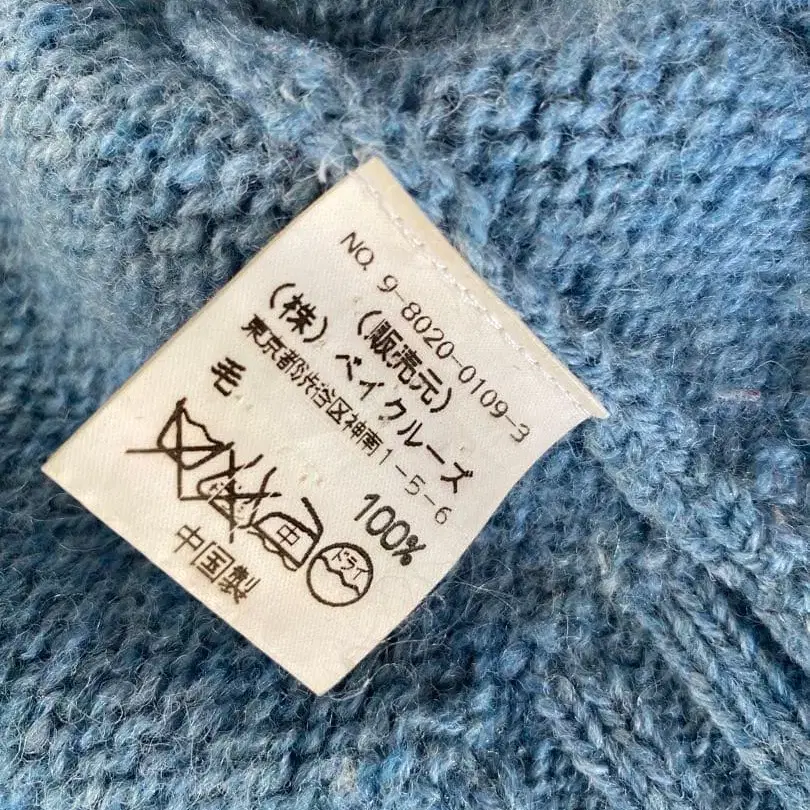 NO. 9-8020-0109-3
(販売元)
(株) ベイクルーズ
東京都渋谷区神南1-5-6
毛 100%
中
ドライ
中国製